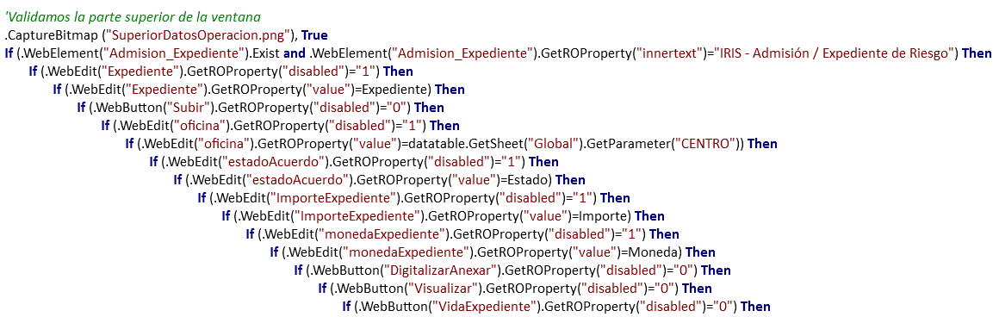 'Validamos la parte superior de la ventana
.CaptureBitmap ("SuperiorDatosOperacion.png"), True
If (.WebElement("Admision_Expediente").Exist and .WebElement("Admision_Expediente").GetROProperty("innertext")="IRIS - Admisión / Expediente de Riesgo") Then
If (.WebEdit("Expediente").GetROProperty("disabled")="1") Then
If (.WebEdit("Expediente").GetROProperty("value")=Expediente) Then
If (.WebButton("Subir").GetROProperty("disabled")="0") Then
If (.WebEdit("oficina").GetROProperty("disabled")="1") Then
If (.WebEdit("oficina").GetROProperty("value")=datatable.GetSheet("Global").GetParameter("CENTRO")) Then
If (.WebEdit("estadoAcuerdo").GetROProperty("disabled")="1") Then
If (.WebEdit("estadoAcuerdo").GetROProperty("value")=Estado) Then
If (.WebEdit("ImporteExpediente").GetROProperty("disabled")="1") Then
If (.WebEdit("ImporteExpediente").GetROProperty("value")=Importe) Then
If (.WebEdit("monedaExpediente").GetROProperty("disabled")="1") Then
If (.WebEdit("monedaExpediente").GetROProperty("value")=Moneda) Then
If (.WebButton("DigitalizarAnexar").GetROProperty("disabled")="0") Then
If (.WebButton("Visualizar").GetROProperty("disabled")="0") Then
If (.WebButton("VidaExpediente").GetROProperty("disabled")="0") Then